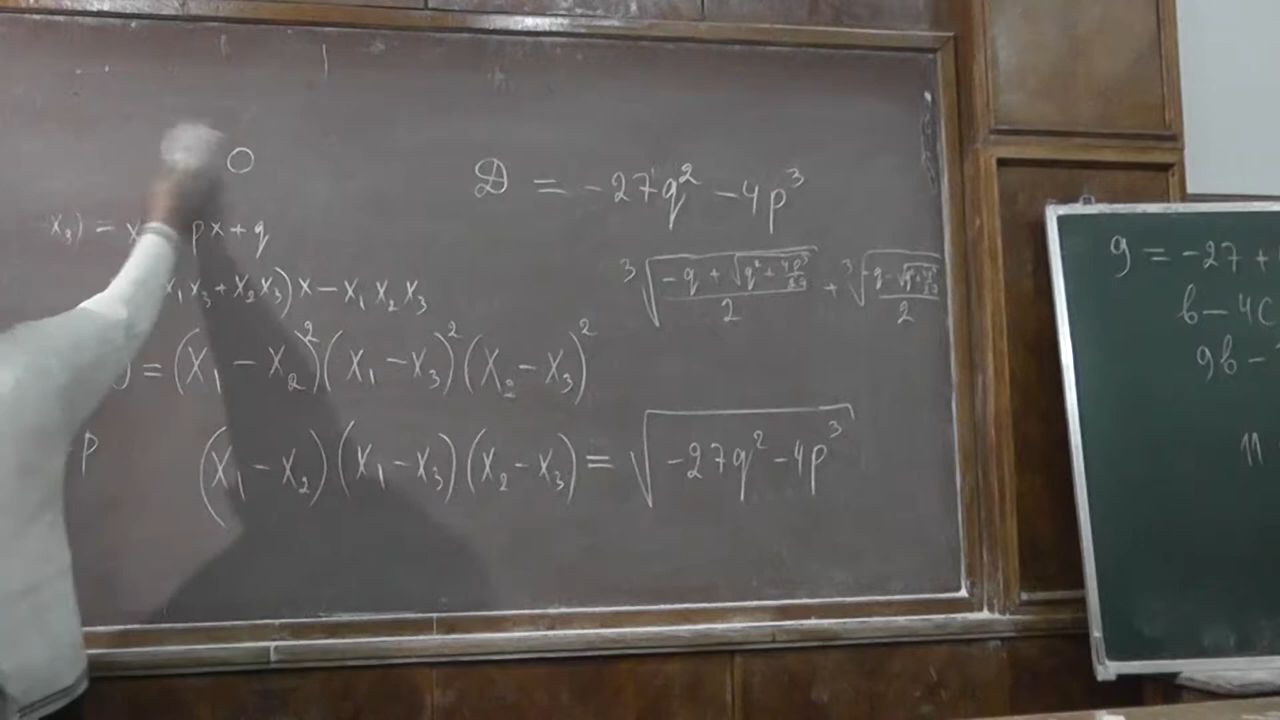 0
x₃) = x px + q
x₁x₃ + x₂x₃)x − x₁x₂x₃
= (x₁ − x₂)²(x₁ − x₃)²(x₂ − x₃)²
p
(x₁ − x₂)(x₁ − x₃)(x₂ − x₃) = √(−27q² − 4p³)
D = −27q² − 4p³
∛((−q + √(q² + 4p³/27))/2) + ∛((−q − √(q² + 4p³/27))/2)
g = −27 +
b − 4c
9b −
11